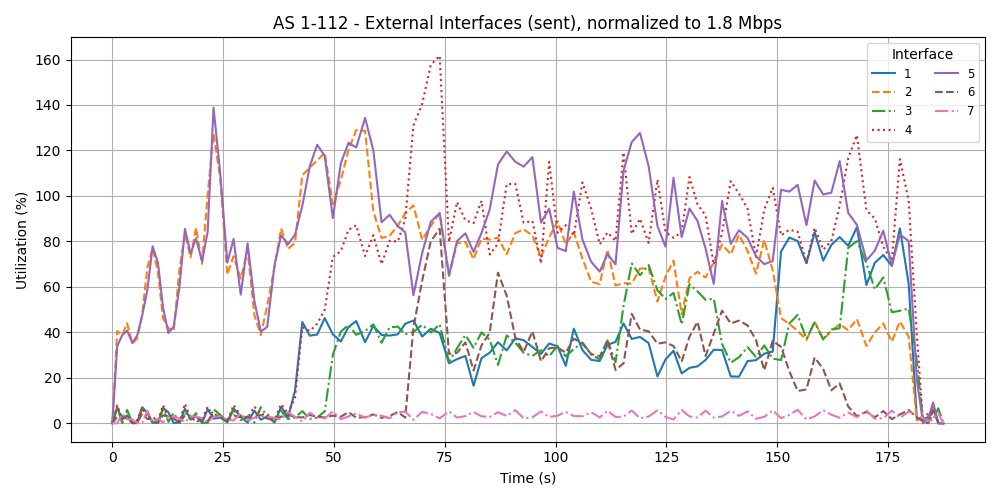 AS 1-112 - External Interfaces (sent), normalized to 1.8 Mbps
Utilization (%)
160
140
120
100
80
60
40
20
0
0 25 50 75 100 125 150 175
Time (s)
Interface
1 5
2 6
3 7
4